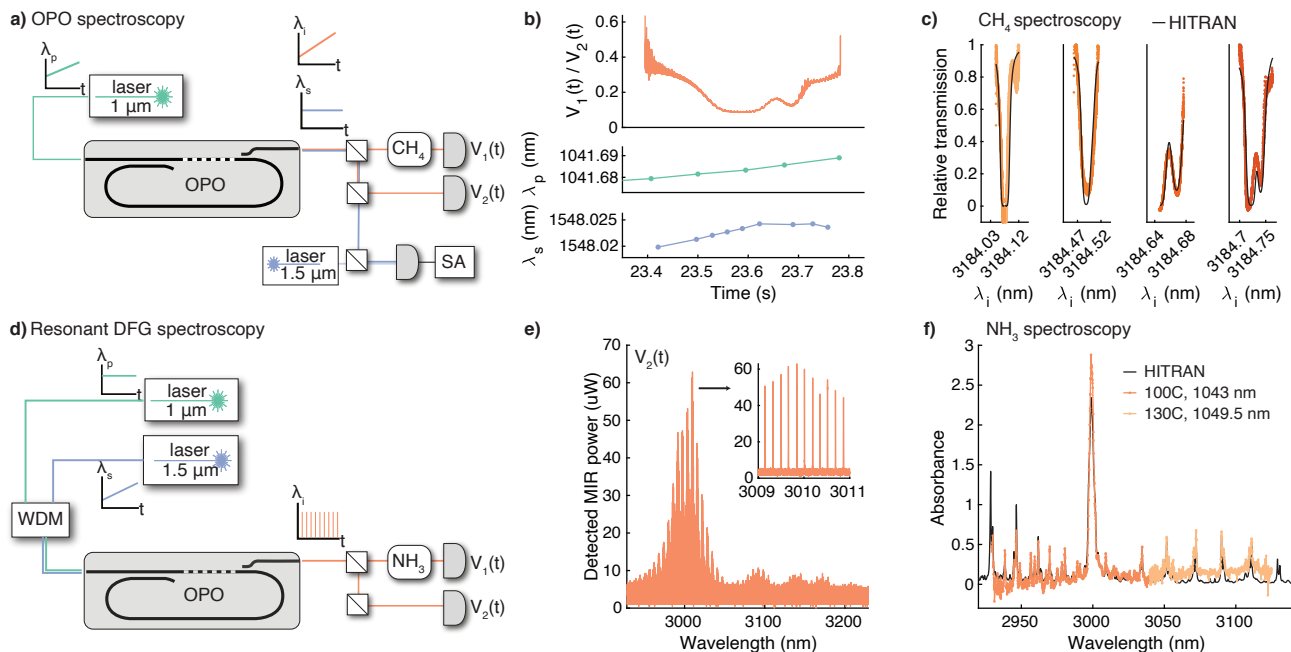 a) OPO spectroscopy
λp
t
laser
1 μm
λi
t
λs
t
OPO
CH4
V1(t)
V2(t)
laser
1.5 μm
SA
b)
V1(t) / V2(t)
0.6
0.4
0.2
0
λp (nm)
1041.69
1041.68
λs (nm)
1548.025
1548.02
23.4 23.5 23.6 23.7 23.8
Time (s)
c) CH4 spectroscopy
HITRAN
Relative transmission
1
0.8
0.6
0.4
0.2
0
3184.03 3184.12
3184.47 3184.52
3184.64 3184.68
3184.7 3184.75
λi (nm) λi (nm) λi (nm) λi (nm)
d) Resonant DFG spectroscopy
λp
t
laser
1 μm
laser
1.5 μm
λs
t
WDM
OPO
λi
t
NH3
V1(t)
V2(t)
e)
V2(t)
Detected MIR power (uW)
70
60
50
40
30
20
10
0
60
40
20
0
3009 3010 3011
3000 3100 3200
Wavelength (nm)
f) NH3 spectroscopy
HITRAN
100C, 1043 nm
130C, 1049.5 nm
Absorbance
3
2.5
2
1.5
1
0.5
0
2950 3000 3050 3100
Wavelength (nm)